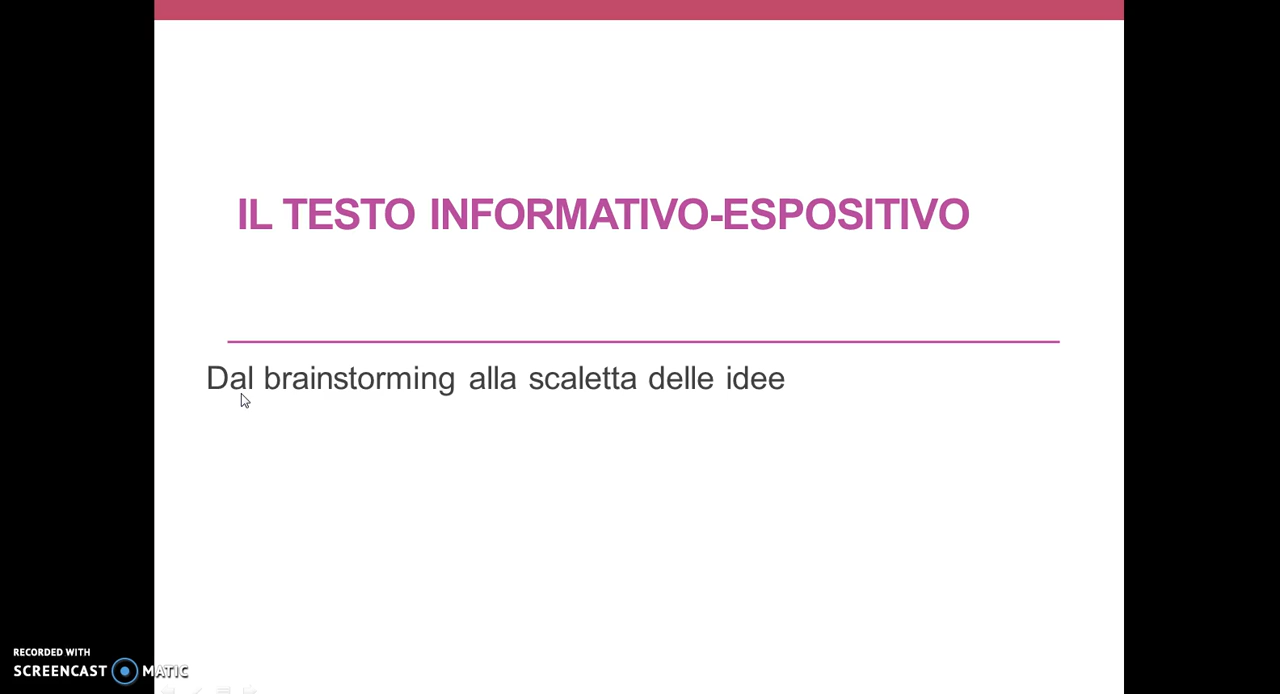 IL TESTO INFORMATIVO-ESPOSITIVO
Dal brainstorming alla scaletta delle idee
RECORDED WITH
SCREENCAST MATIC